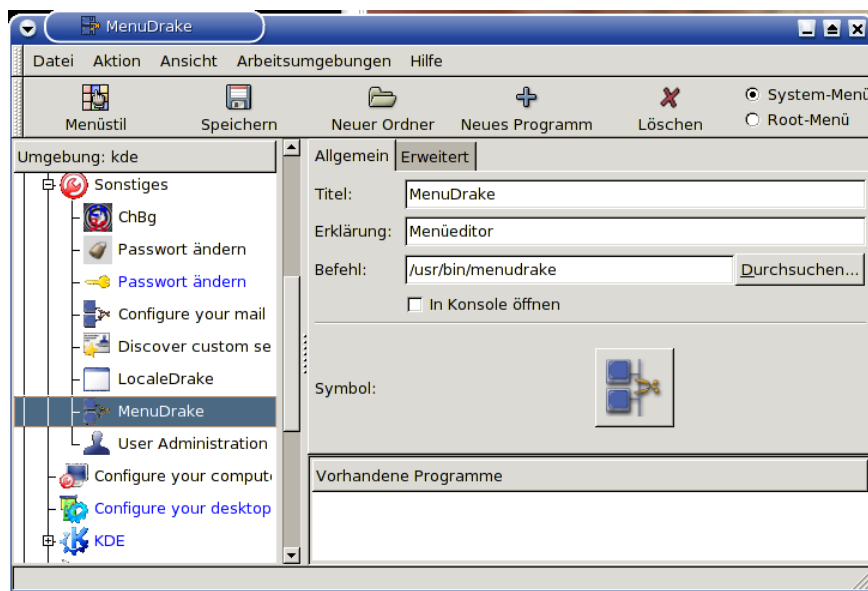 MenuDrake
Datei Aktion Ansicht Arbeitsumgebungen Hilfe
Menüstil Speichern Neuer Ordner Neues Programm Löschen
System-Menü
Root-Menü
Umgebung: kde
Sonstiges
ChBg
Passwort ändern
Passwort ändern
Configure your mail
Discover custom se
LocaleDrake
MenuDrake
User Administration
Configure your compute
Configure your desktop
KDE
Allgemein Erweitert
Titel: MenuDrake
Erklärung: Menüeditor
Befehl: /usr/bin/menudrake Durchsuchen...
In Konsole öffnen
Symbol:
Vorhandene Programme